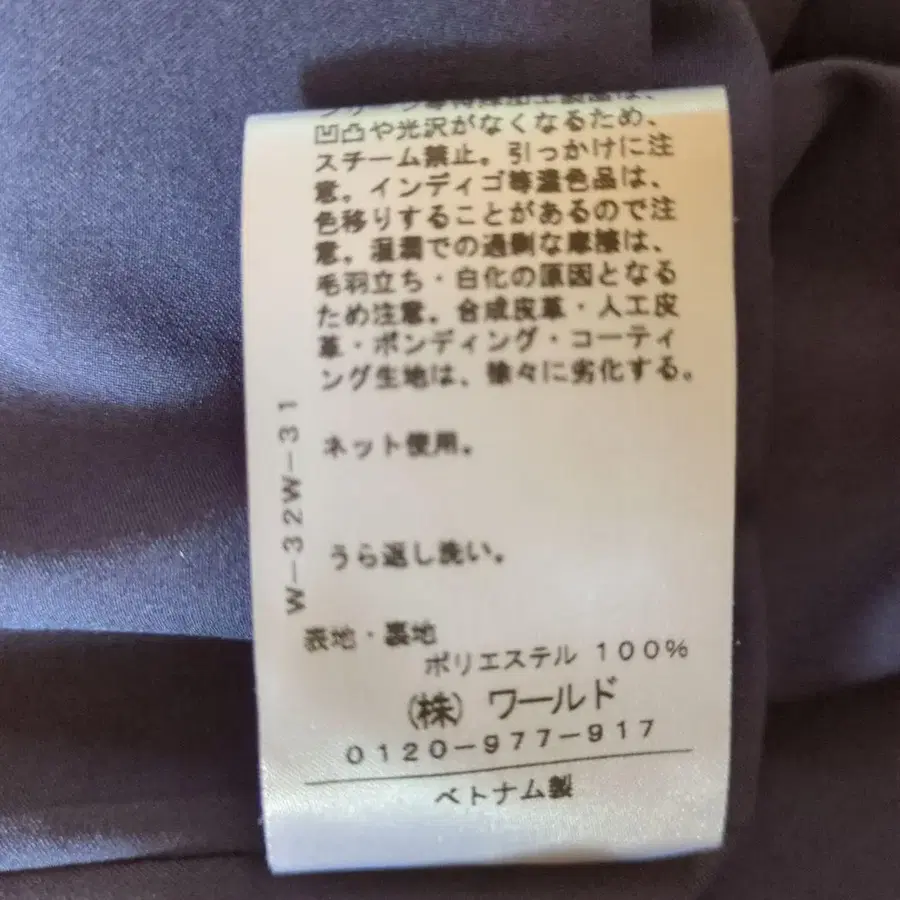 凹凸や光沢がなくなるため、
スチーム禁止。引っかけに注
意。インディゴ等濃色品は、
色移りすることがあるので注
意。湿潤での過剰な摩擦は、
毛羽立ち・白化の原因となる
ため注意。合成皮革・人工皮
革・ボンディング・コーティ
ング生地は、徐々に劣化する。
ネット使用。
うら返し洗い。
W-32W-31
表地・裏地
ポリエステル 100%
(株) ワールド
0120-977-917
ベトナム製